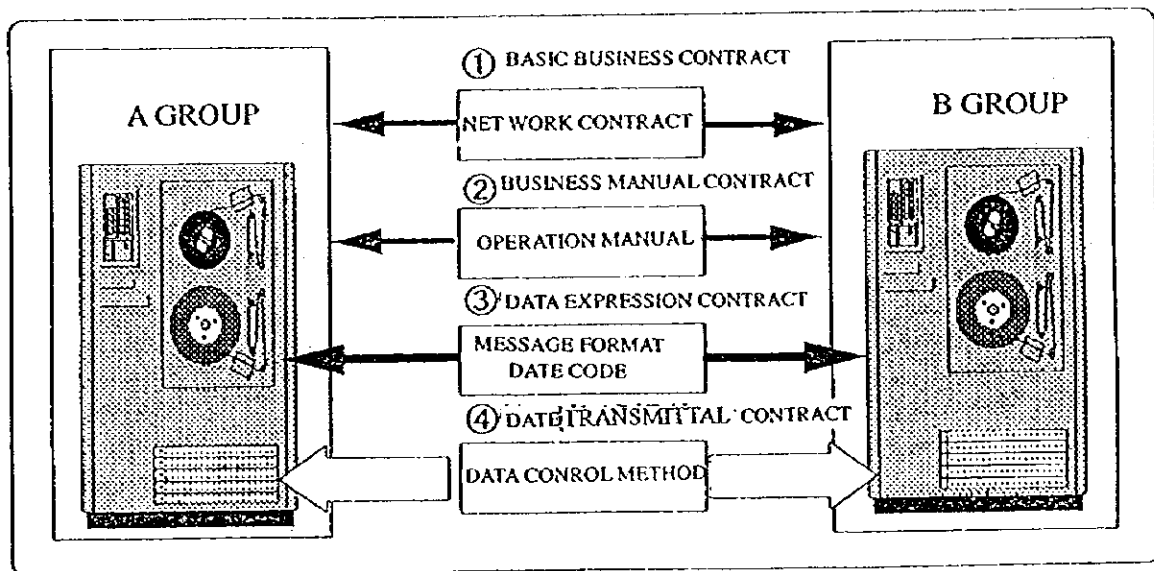 ① BASIC BUSINESS CONTRACT
A GROUP
B GROUP
NET WORK CONTRACT
② BUSINESS MANUAL CONTRACT
OPERATION MANUAL
③ DATA EXPRESSION CONTRACT
MESSAGE FORMAT
DATE CODE
④ DATE TRANSMITTAL CONTRACT
DATA CONROL METHOD